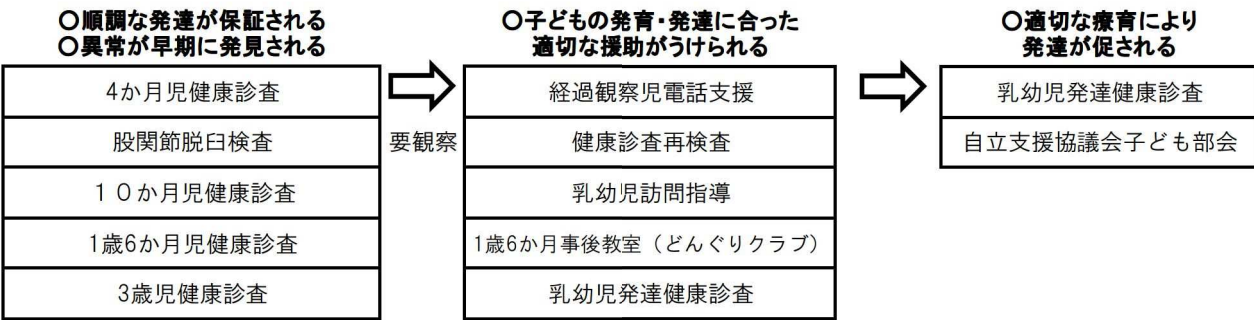 〇順調な発達が保証される
〇異常が早期に発見される
4か月児健康診査
股関節脱臼検査
10か月児健康診査
1歳6か月児健康診査
3歳児健康診査
要観察
〇子どもの発育・発達に合った
適切な援助がうけられる
経過観察児電話支援
健康診査再検査
乳幼児訪問指導
1歳6か月事後教室（どんぐりクラブ）
乳幼児発達健康診査
〇適切な療育により
発達が促される
乳幼児発達健康診査
自立支援協議会子ども部会